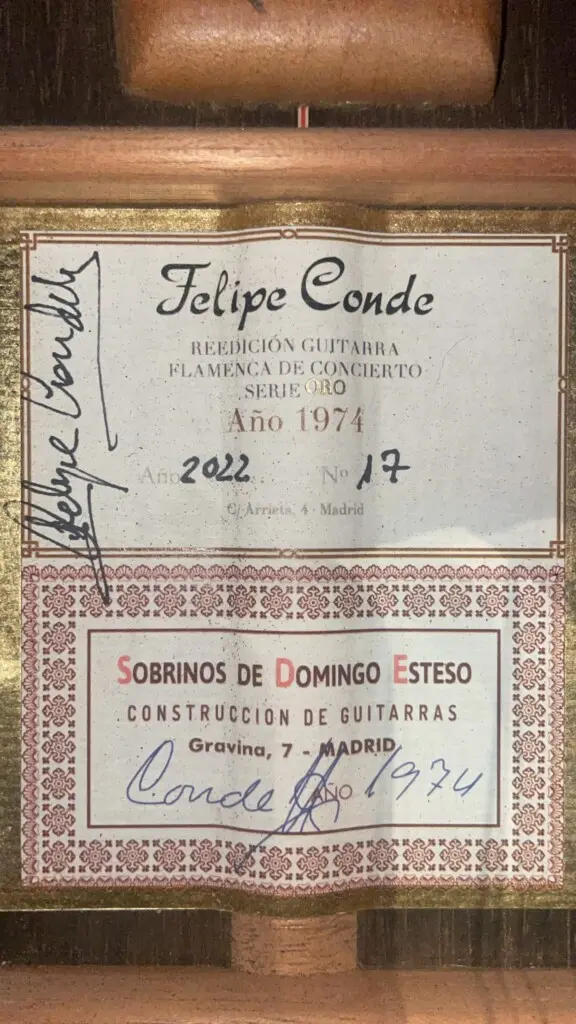 Felipe Conde
REEDICIÓN GUITARRA
FLAMENCA DE CONCIERTO
SERIE ORO
Año 1974
Año 2022 Nº 17
C/ Arrieta, 4 - Madrid
Felipe Conde
SOBRINOS DE DOMINGO ESTESO
CONSTRUCCIÓN DE GUITARRAS
Gravina, 7 - MADRID
Conde AÑO 1974